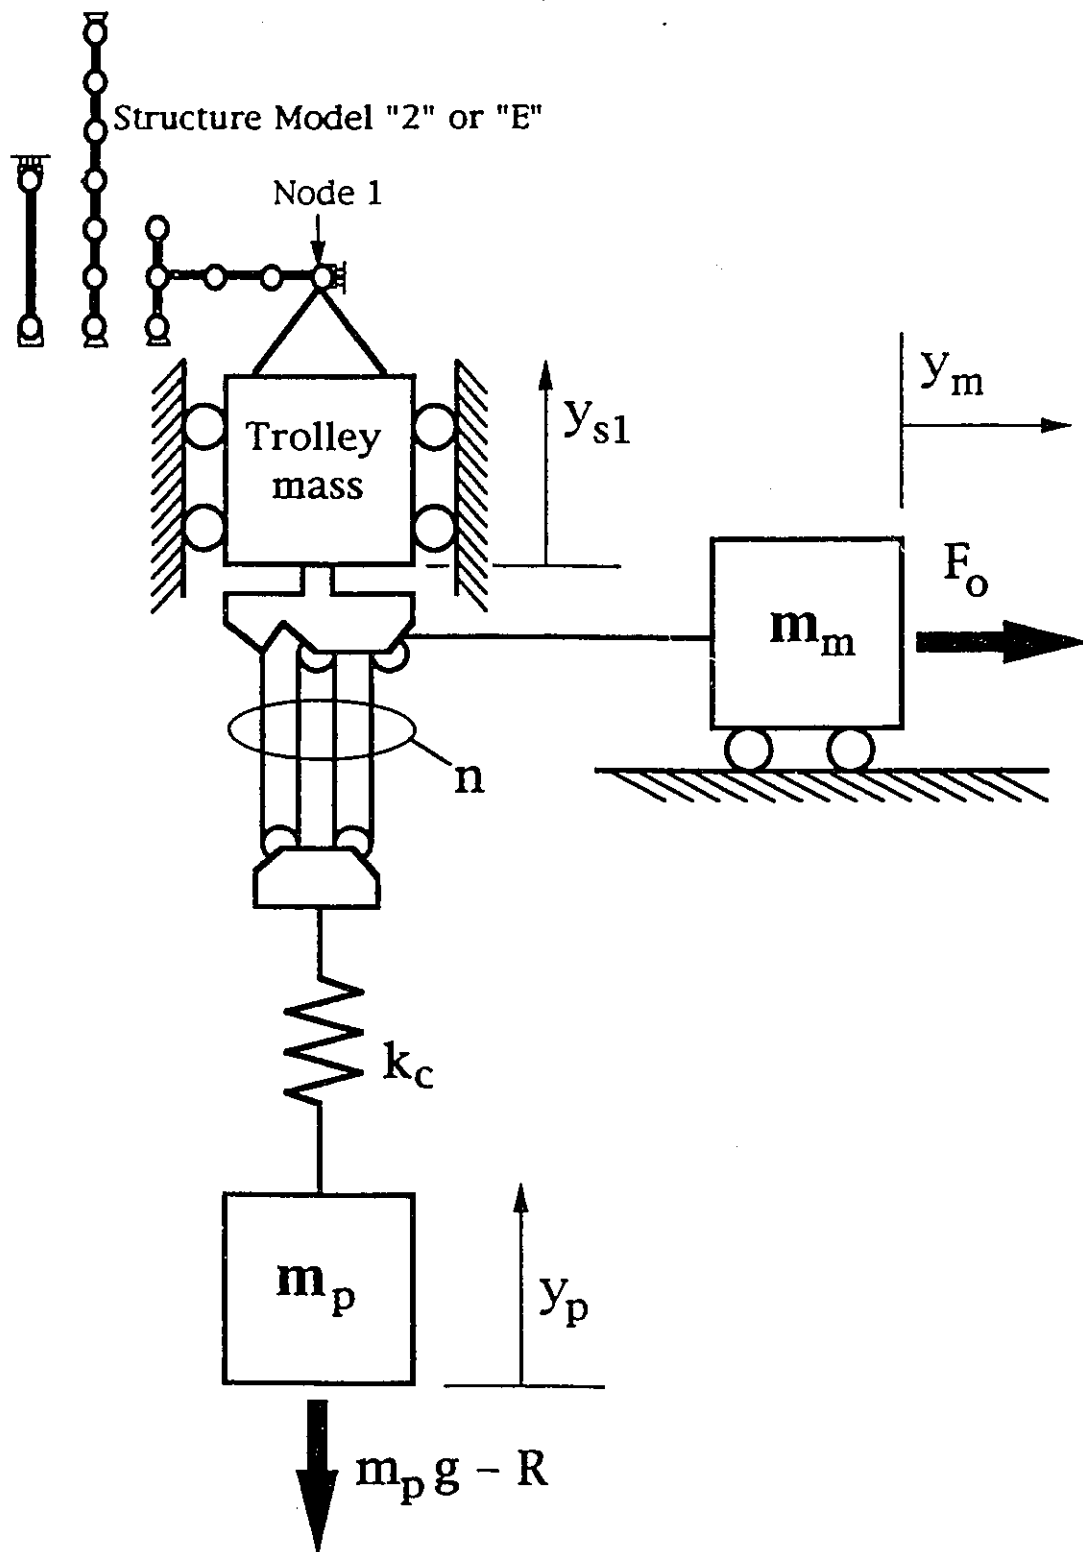 Structure Model "2" or "E"
Node 1
Trolley
mass
y_s1
y_m
F_o
m_m
n
k_c
m_p
y_p
m_p g – R